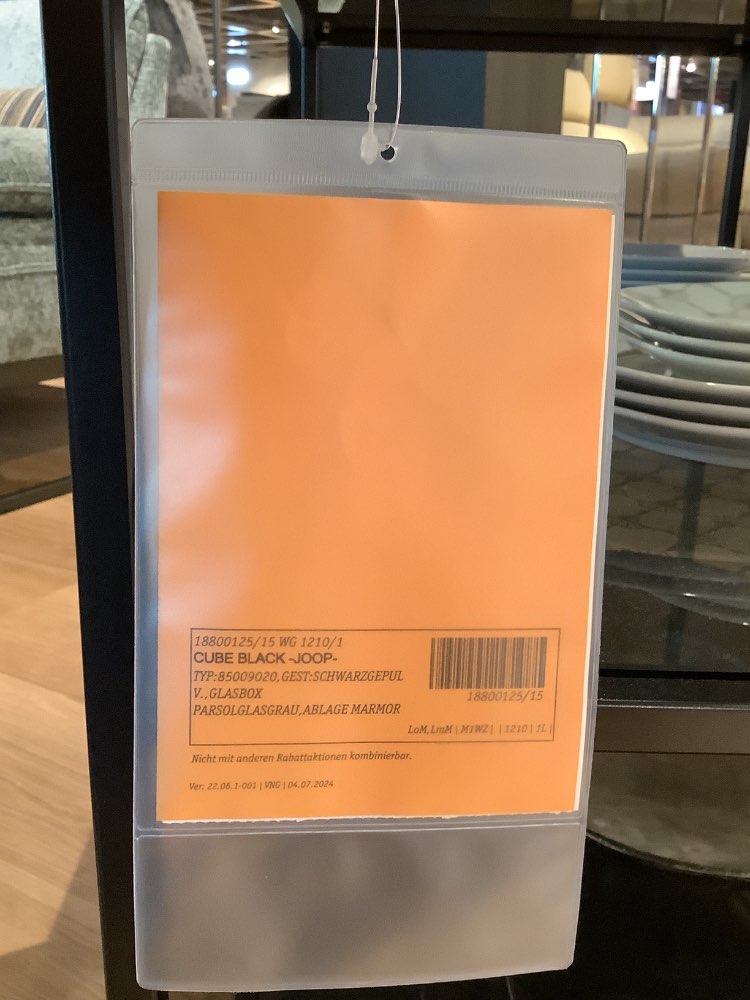 18800125/15 WG 1210/1
CUBE BLACK -JOOP-
TYP:85009020,GEST:SCHWARZGEPUL
V.,GLASBOX
PARSOLGLASGRAU,ABLAGE MARMOR
18800125/15
LoM,LmM | M1WZ | | 1210 | 1L |
Nicht mit anderen Rabattaktionen kombinierbar.
Ver: 22.06.1-001 | VNG | 04.07.2024